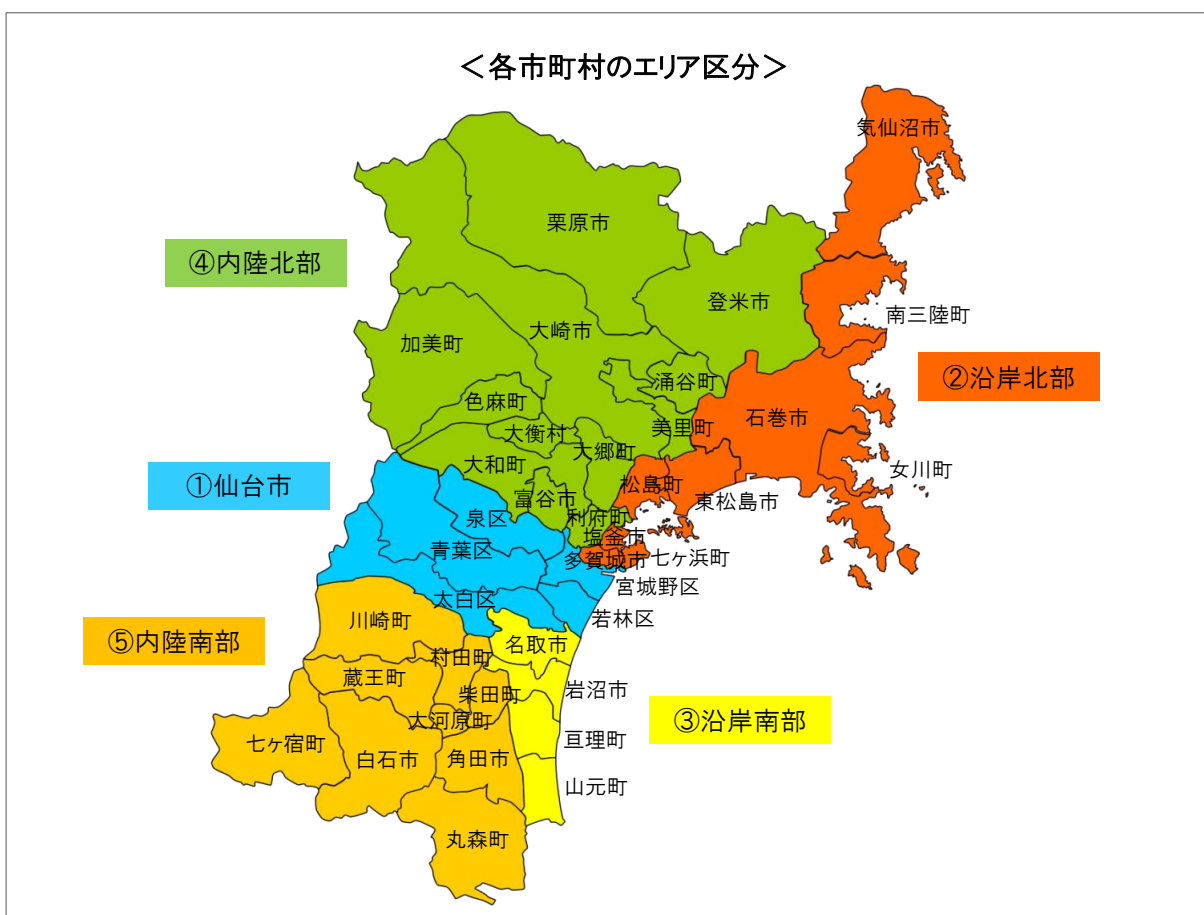 ＜各市町村のエリア区分＞
気仙沼市
栗原市
④内陸北部
登米市
南三陸町
大崎市
加美町
涌谷町
②沿岸北部
色麻町
石巻市
美里町
大衡村
大郷町
大和町
女川町
①仙台市
松島町
東松島市
富谷市
泉区
利府町
塩釜市
青葉区
多賀城市
七ヶ浜町
宮城野区
太白区
若林区
川崎町
⑤内陸南部
名取市
村田町
蔵王町
柴田町
岩沼市
大河原町
③沿岸南部
七ヶ宿町
亘理町
白石市
角田市
山元町
丸森町